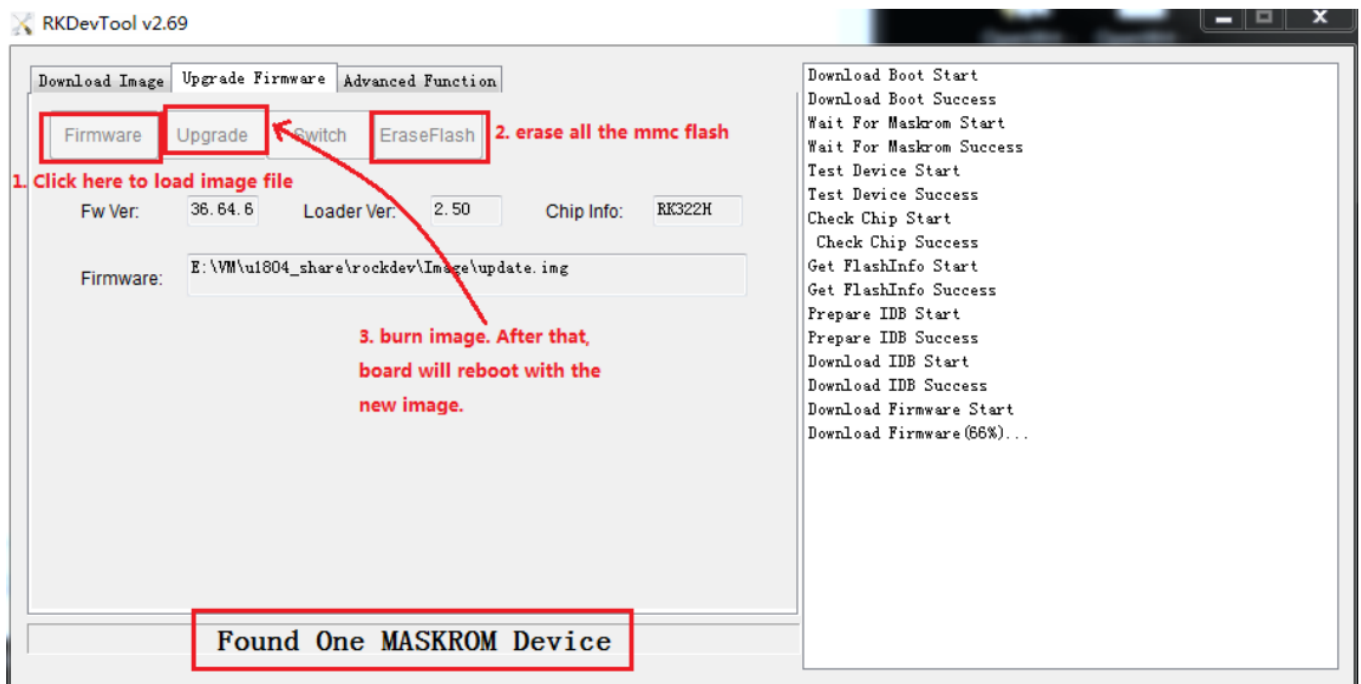 RKDevTool v2.69
Download Image
Upgrade Firmware
Advanced Function
Firmware
Upgrade
Switch
EraseFlash
2. erase all the mmc flash
1. Click here to load image file
Fw Ver:
36.64.6
Loader Ver:
2.50
Chip Info:
RK322H
Firmware:
E:\VM\u1804_share\rockdev\Image\update.img
3. burn image. After that,
board will reboot with the
new image.
Found One MASKROM Device
Download Boot Start
Download Boot Success
Wait For Maskrom Start
Wait For Maskrom Success
Test Device Start
Test Device Success
Check Chip Start
Check Chip Success
Get FlashInfo Start
Get FlashInfo Success
Prepare IDB Start
Prepare IDB Success
Download IDB Start
Download IDB Success
Download Firmware Start
Download Firmware(66%)...